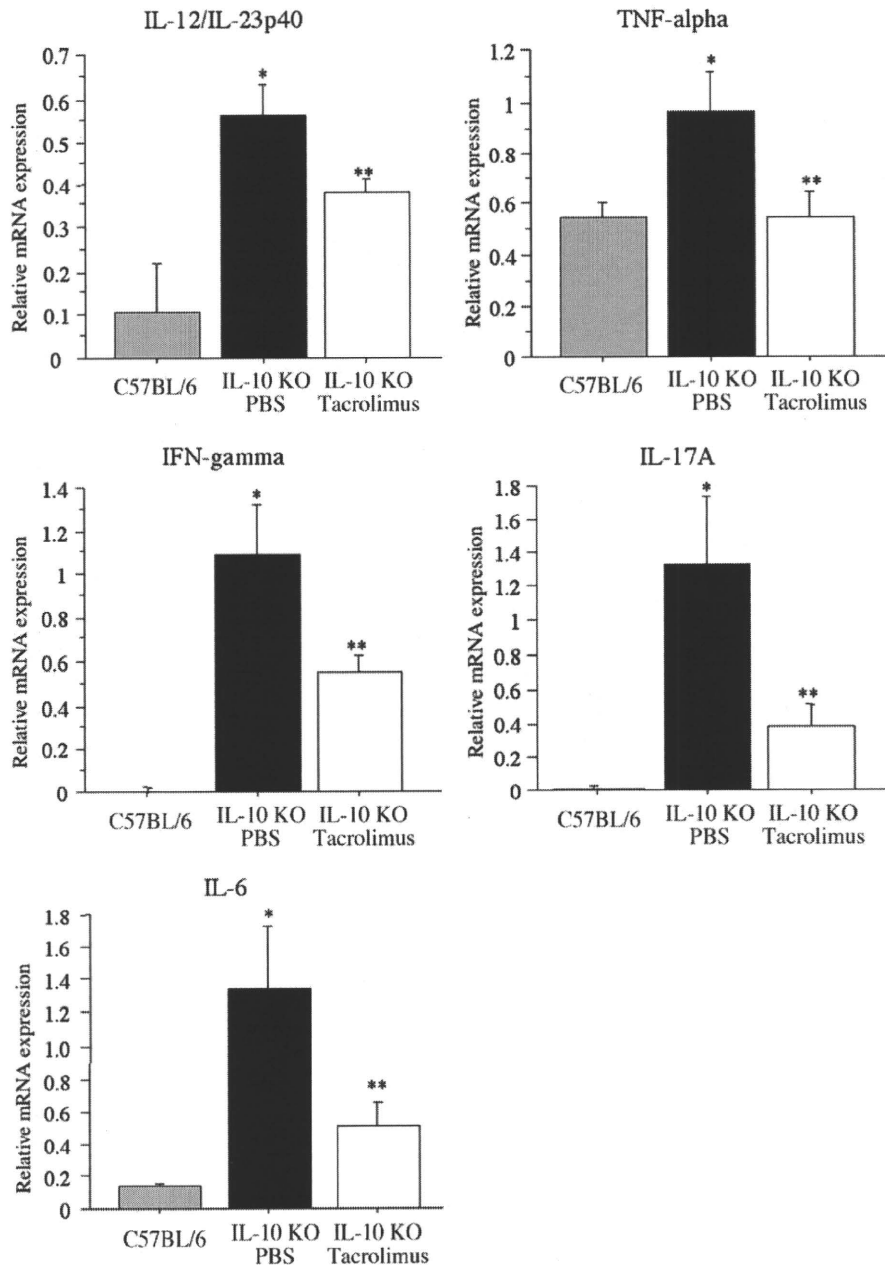 IL-12/IL-23p40
Relative mRNA expression
0.7
0.6
0.5
0.4
0.3
0.2
0.1
0
*
**
C57BL/6
IL-10 KO
PBS
IL-10 KO
Tacrolimus
TNF-alpha
Relative mRNA expression
1.2
1
0.8
0.6
0.4
0.2
0
*
**
C57BL/6
IL-10 KO
PBS
IL-10 KO
Tacrolimus
IFN-gamma
Relative mRNA expression
1.4
1.2
1
0.8
0.6
0.4
0.2
0
*
**
C57BL/6
IL-10 KO
PBS
IL-10 KO
Tacrolimus
IL-17A
Relative mRNA expression
1.8
1.6
1.4
1.2
1.0
0.8
0.6
0.4
0.2
0
*
**
C57BL/6
IL-10 KO
PBS
IL-10 KO
Tacrolimus
IL-6
Relative mRNA expression
1.8
1.6
1.4
1.2
1.0
0.8
0.6
0.4
0.2
0
*
**
C57BL/6
IL-10 KO
PBS
IL-10 KO
Tacrolimus